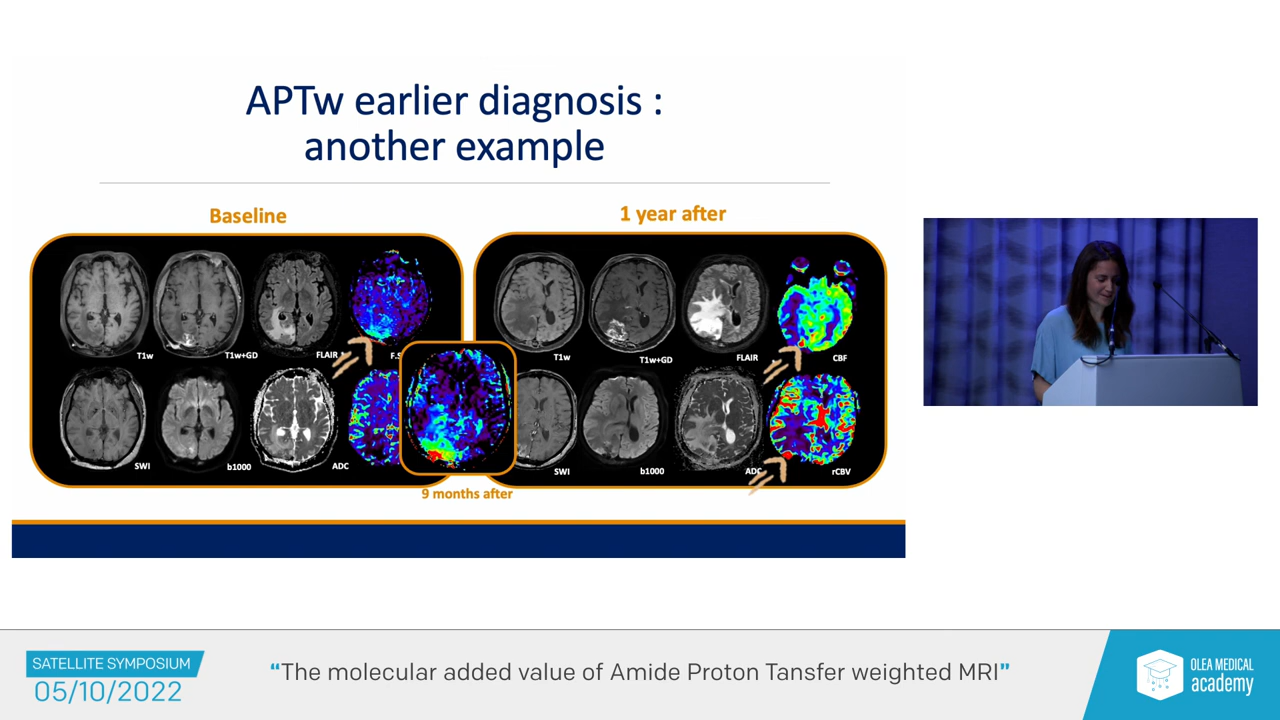 APTw earlier diagnosis :
another example
Baseline
1 year after
T1w
T1w+GD
FLAIR
T1w
T1w+GD
FLAIR
CBF
SWI
b1000
ADC
SWI
b1000
ADC
rCBV
9 months after
SATELLITE SYMPOSIUM
05/10/2022
“The molecular added value of Amide Proton Tansfer weighted MRI”
OLEA MEDICAL
academy